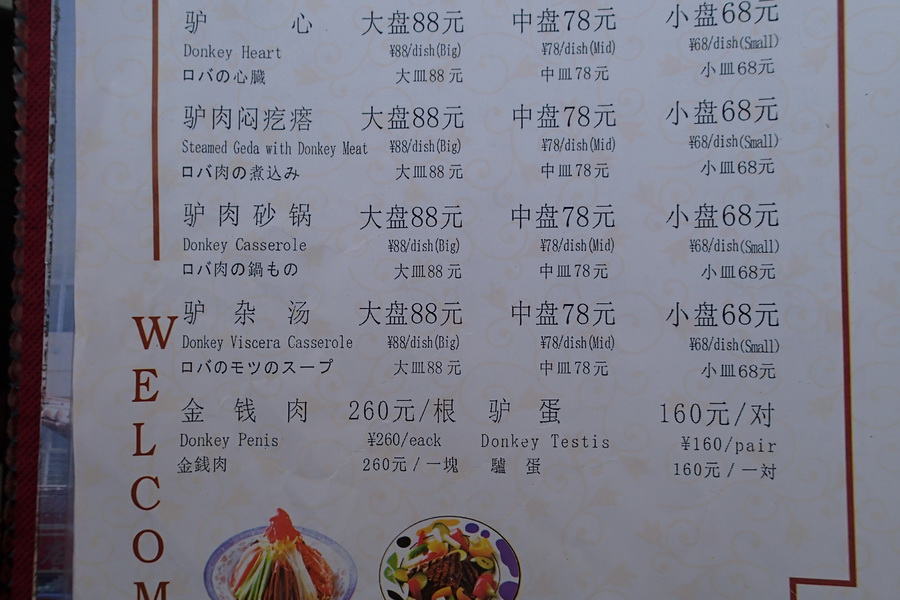 驴心 大盘88元 中盘78元 小盘68元
Donkey Heart ¥88/dish(Big) ¥78/dish(Mid) ¥68/dish(Small)
ロバの心臓 大皿88元 中皿78元 小皿68元
驴肉闷疙瘩 大盘88元 中盘78元 小盘68元
Steamed Geda with Donkey Meat ¥88/dish(Big) ¥78/dish(Mid) ¥68/dish(Small)
ロバ肉の煮込み 大皿88元 中皿78元 小皿68元
驴肉砂锅 大盘88元 中盘78元 小盘68元
Donkey Casserole ¥88/dish(Big) ¥78/dish(Mid) ¥68/dish(Small)
ロバ肉の鍋もの 大皿88元 中皿78元 小皿68元
驴杂汤 大盘88元 中盘78元 小盘68元
Donkey Viscera Casserole ¥88/dish(Big) ¥78/dish(Mid) ¥68/dish(Small)
ロバのモツのスープ 大皿88元 中皿78元 小皿68元
金钱肉 260元/根 驴蛋 160元/对
Donkey Penis ¥260/eack Donkey Testis ¥160/pair
金銭肉 260元/一塊 驢蛋 160元/一対
WELCOM